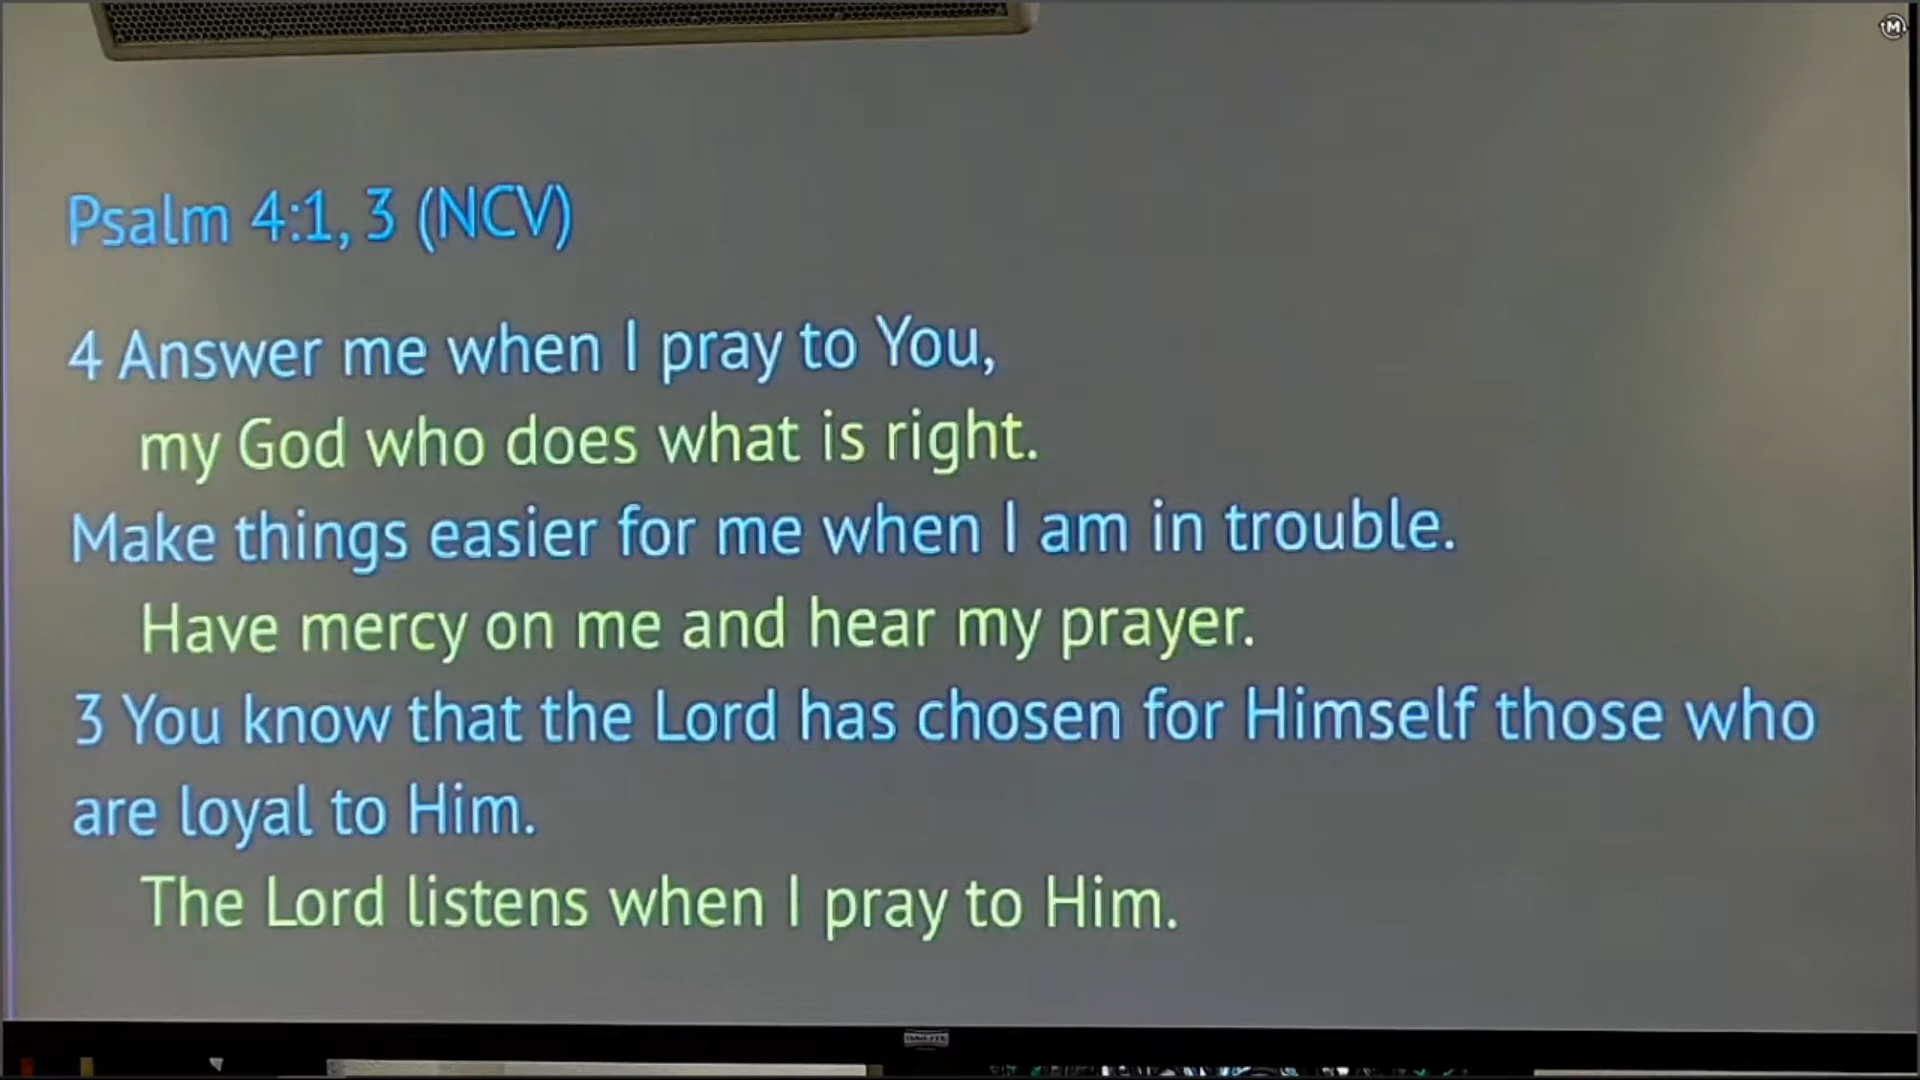 Psalm 4:1, 3 (NCV)
4 Answer me when I pray to You,
my God who does what is right.
Make things easier for me when I am in trouble.
Have mercy on me and hear my prayer.
3 You know that the Lord has chosen for Himself those who
are loyal to Him.
The Lord listens when I pray to Him.
M